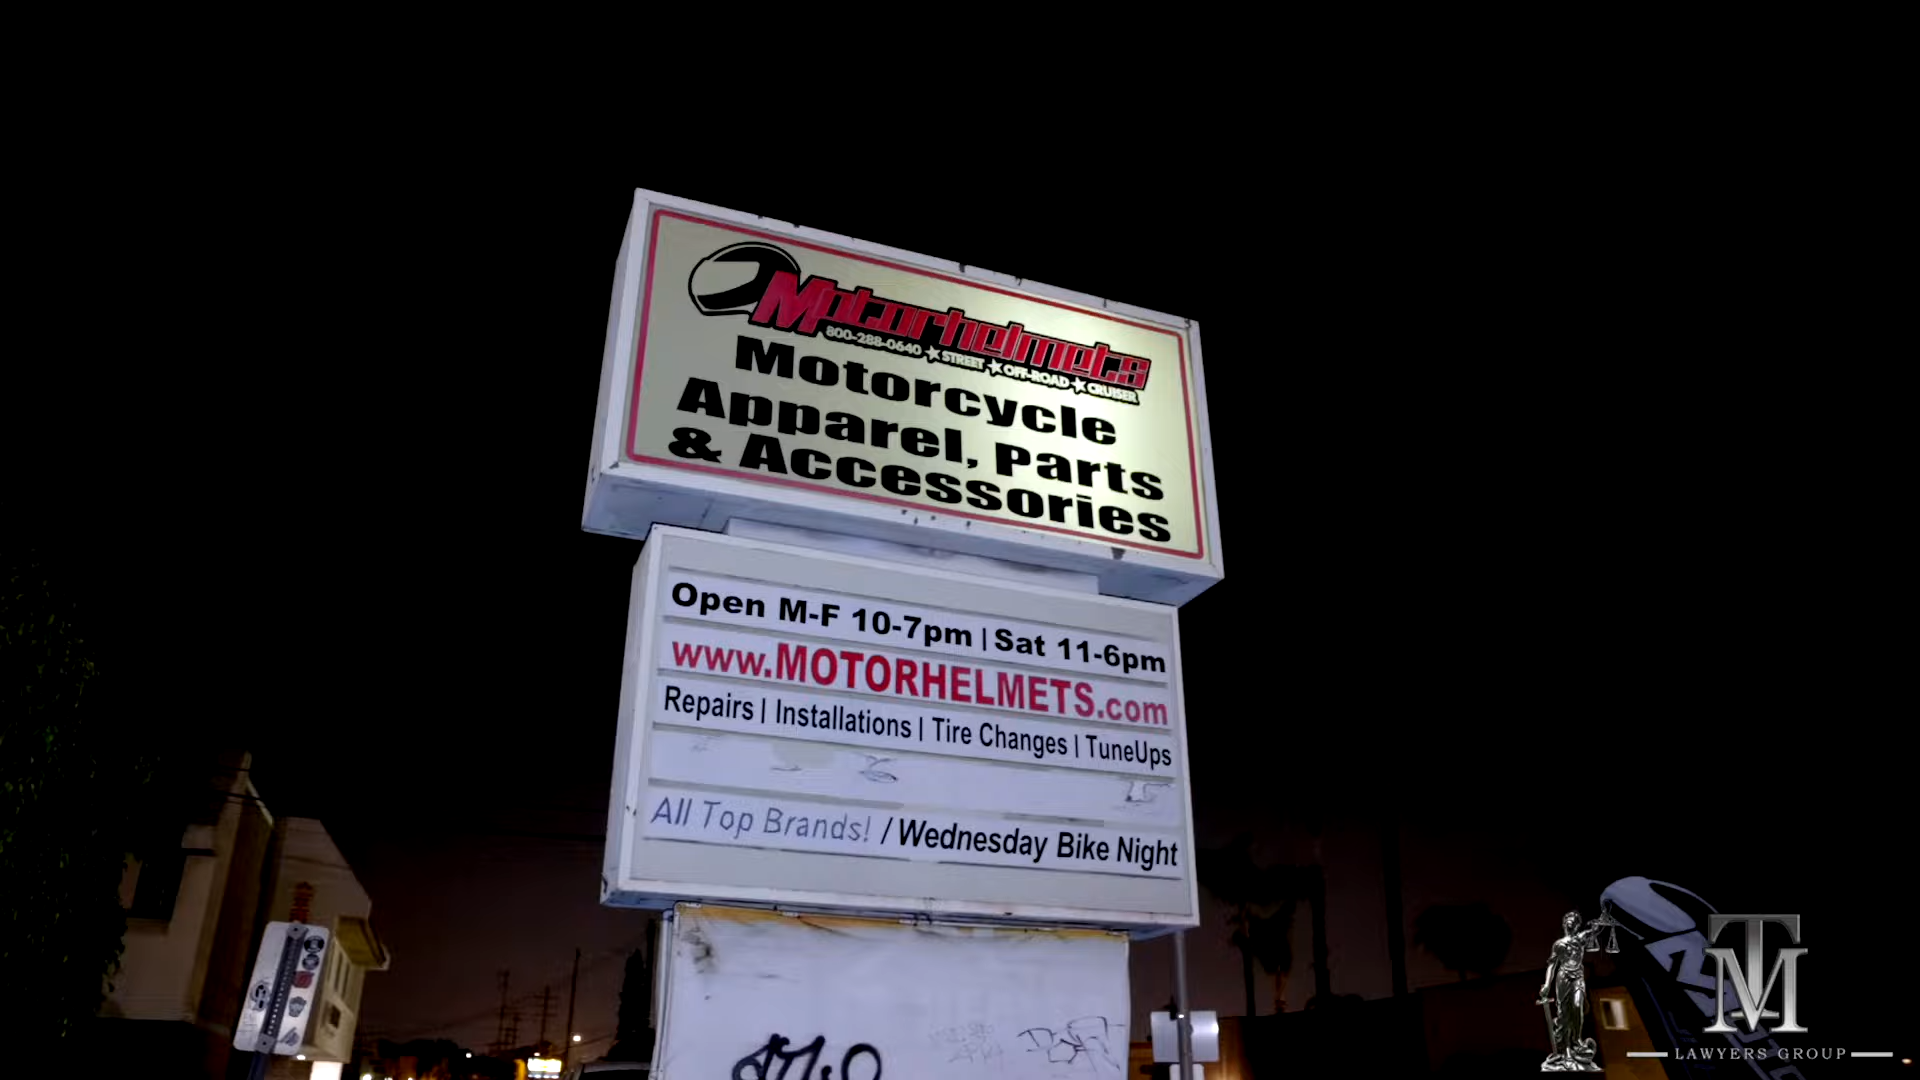 Motorhelmets
800-288-0640 ★ STREET ★ OFF-ROAD ★ CRUISER
Motorcycle
Apparel, Parts
& Accessories
Open M-F 10-7pm | Sat 11-6pm
www.MOTORHELMETS.com
Repairs | Installations | Tire Changes | TuneUps
All Top Brands! / Wednesday Bike Night
TM
LAWYERS GROUP